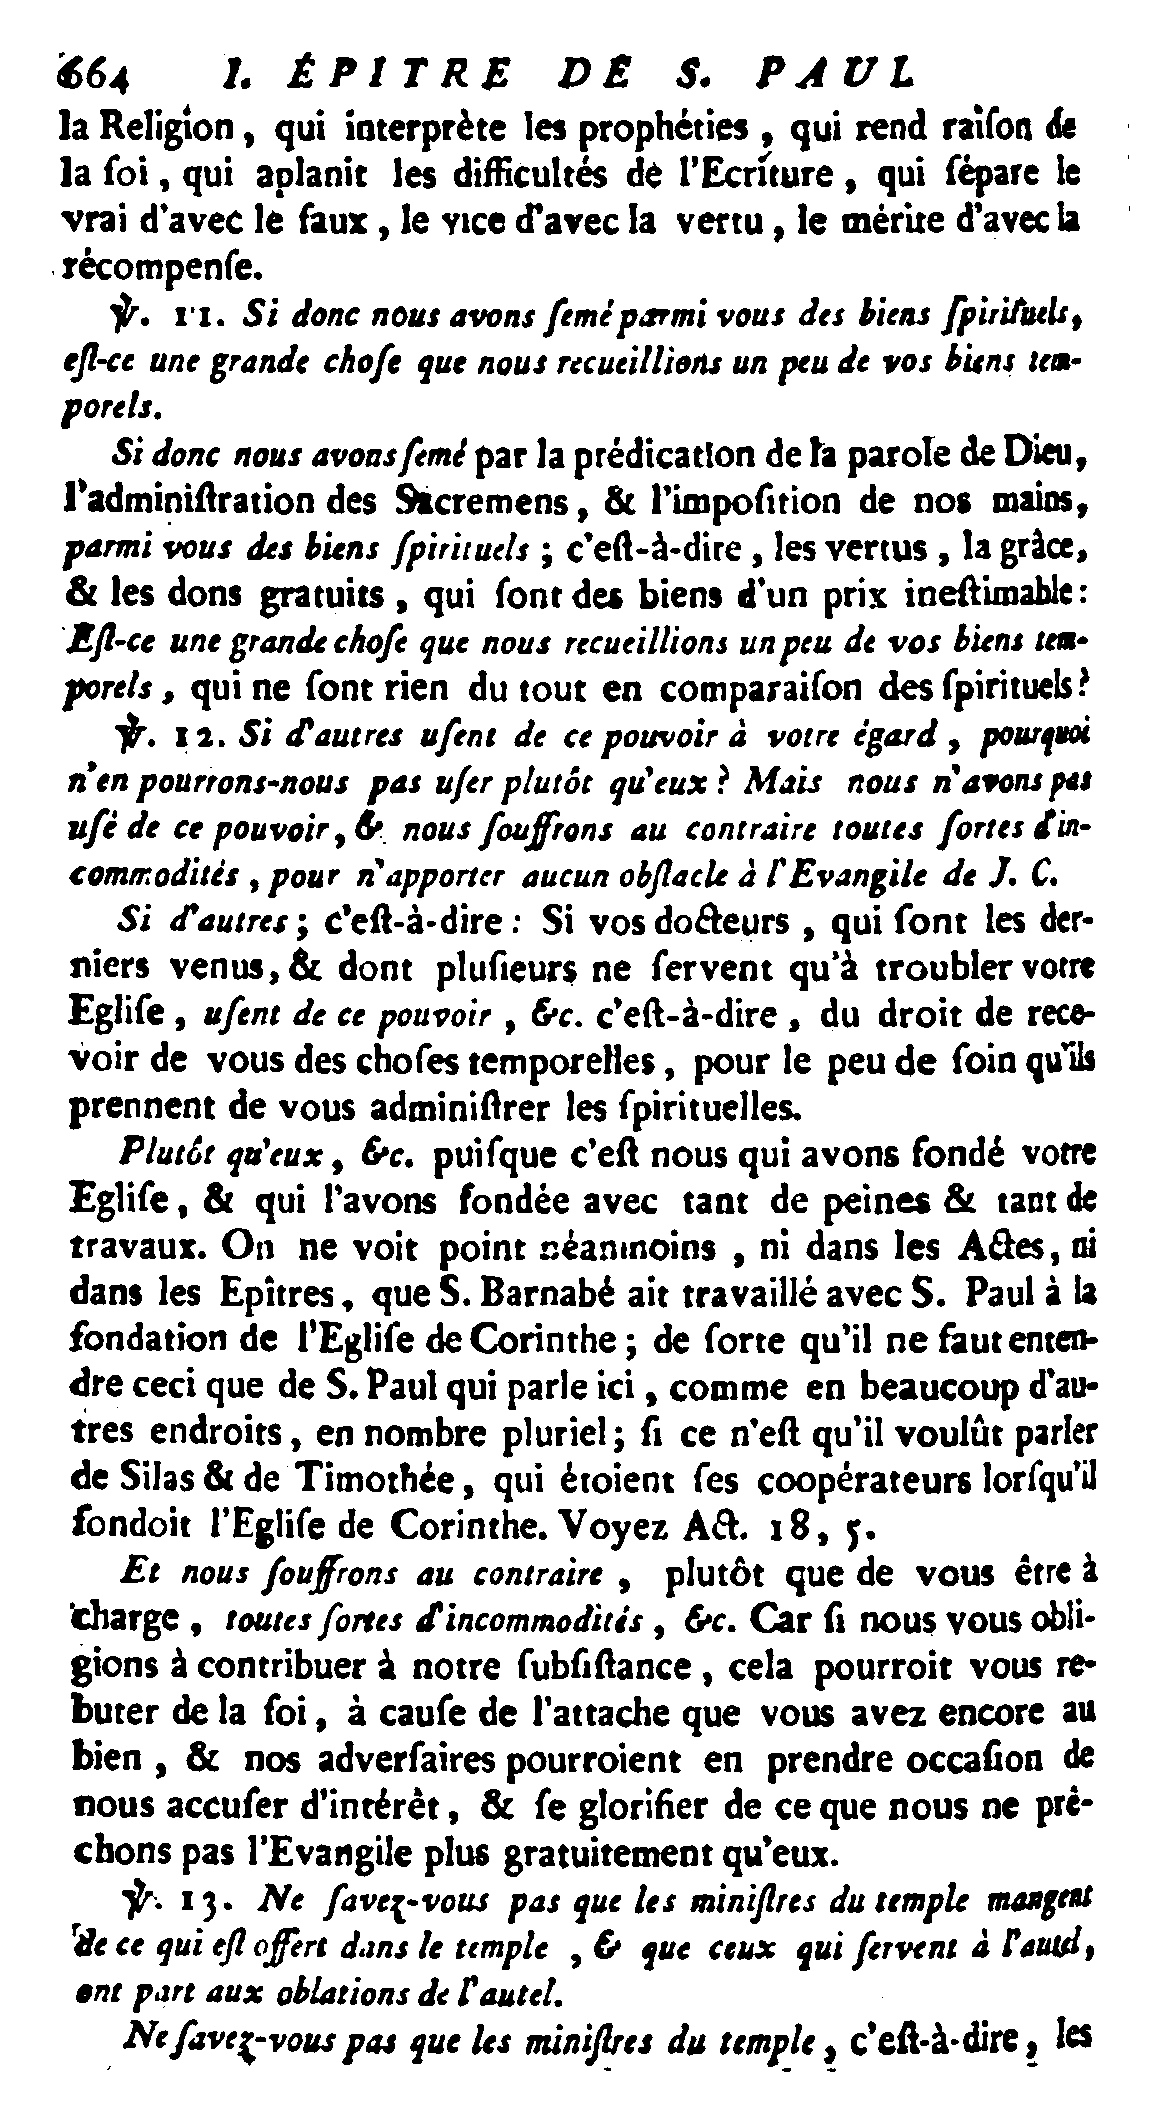 664 I. ÉPITRE DE S. PAUL
la Religion, qui interprète les prophéties, qui rend raiſon de
la foi, qui aplanit les difficultés de l'Ecriture, qui ſépare le
vrai d'avec le faux, le vice d'avec la vertu, le mérite d'avec la
récompenſe.
℣. 11. Si donc nous avons ſemé parmi vous des biens ſpirituels,
eſt-ce une grande choſe que nous recueillions un peu de vos biens tem-
porels.
Si donc nous avons ſemé par la prédication de la parole de Dieu,
l'adminiſtration des Sacremens, & l'impoſition de nos mains,
parmi vous des biens ſpirituels ; c'eſt-à-dire, les vertus, la grâce,
& les dons gratuits, qui ſont des biens d'un prix ineſtimable :
Eſt-ce une grande choſe que nous recueillions un peu de vos biens tem-
porels, qui ne ſont rien du tout en comparaiſon des ſpirituels ?
℣. 12. Si d'autres uſent de ce pouvoir à votre égard, pourquoi
n'en pourrons-nous pas uſer plutôt qu'eux ? Mais nous n'avons pas
uſé de ce pouvoir, & nous ſouffrons au contraire toutes ſortes d'in-
commodités, pour n'apporter aucun obſtacle à l'Evangile de J. C.
Si d'autres ; c'eſt-à-dire : Si vos docteurs, qui ſont les der-
niers venus, & dont pluſieurs ne ſervent qu'à troubler votre
Egliſe, uſent de ce pouvoir, &c. c'eſt-à-dire, du droit de rece-
voir de vous des choſes temporelles, pour le peu de ſoin qu'ils
prennent de vous adminiſtrer les ſpirituelles.
Plutôt qu'eux, &c. puiſque c'eſt nous qui avons fondé votre
Egliſe, & qui l'avons fondée avec tant de peines & tant de
travaux. On ne voit point néanmoins, ni dans les Actes, ni
dans les Epîtres, que S. Barnabé ait travaillé avec S. Paul à la
fondation de l'Egliſe de Corinthe ; de ſorte qu'il ne faut enten-
dre ceci que de S. Paul qui parle ici, comme en beaucoup d'au-
tres endroits, en nombre pluriel ; ſi ce n'eſt qu'il voulût parler
de Silas & de Timothée, qui étoient ſes coopérateurs lorſqu'il
fondoit l'Egliſe de Corinthe. Voyez Act. 18, 5.
Et nous ſouffrons au contraire, plutôt que de vous être à
charge, toutes ſortes d'incommodités, &c. Car ſi nous vous obli-
gions à contribuer à notre ſubſiſtance, cela pourroit vous re-
buter de la foi, à cauſe de l'attache que vous avez encore au
bien, & nos adverſaires pourroient en prendre occaſion de
nous accuſer d'intérêt, & ſe glorifier de ce que nous ne prê-
chons pas l'Evangile plus gratuitement qu'eux.
℣. 13. Ne ſavez-vous pas que les miniſtres du temple mangent
de ce qui eſt offert dans le temple, & que ceux qui ſervent à l'autel,
ont part aux oblations de l'autel.
Ne ſavez-vous pas que les miniſtres du temple, c'eſt-à-dire, les